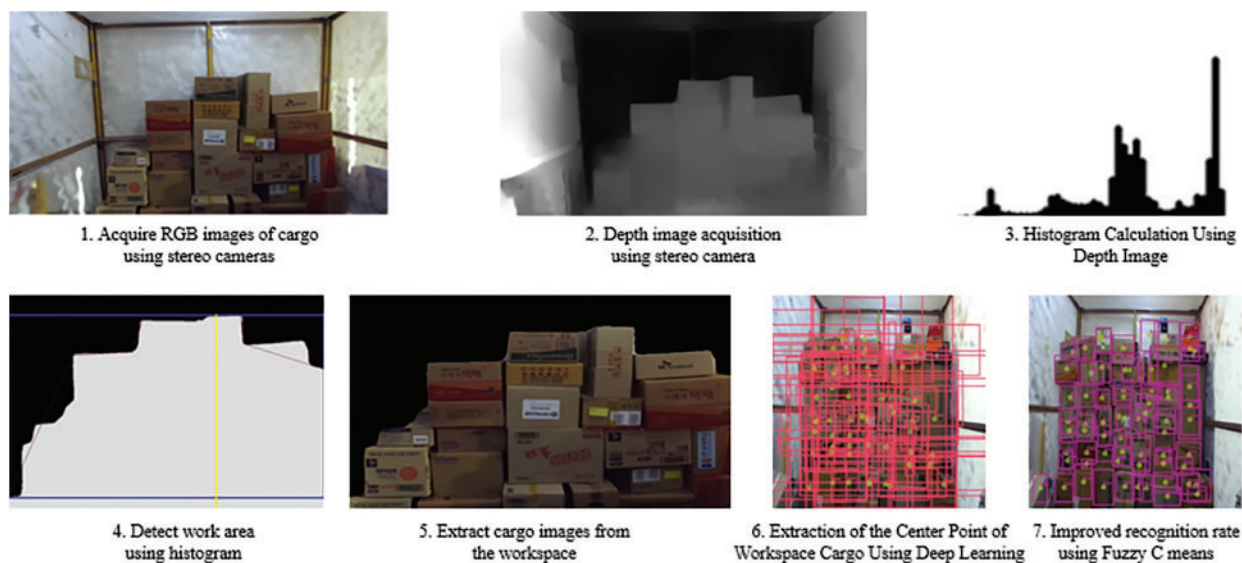 1. Acquire RGB images of cargo
using stereo cameras
2. Depth image acquisition
using stereo camera
3. Histogram Calculation Using
Depth Image
4. Detect work area
using histogram
5. Extract cargo images from
the workspace
6. Extraction of the Center Point of
Workspace Cargo Using Deep Learning
7. Improved recognition rate
using Fuzzy C means